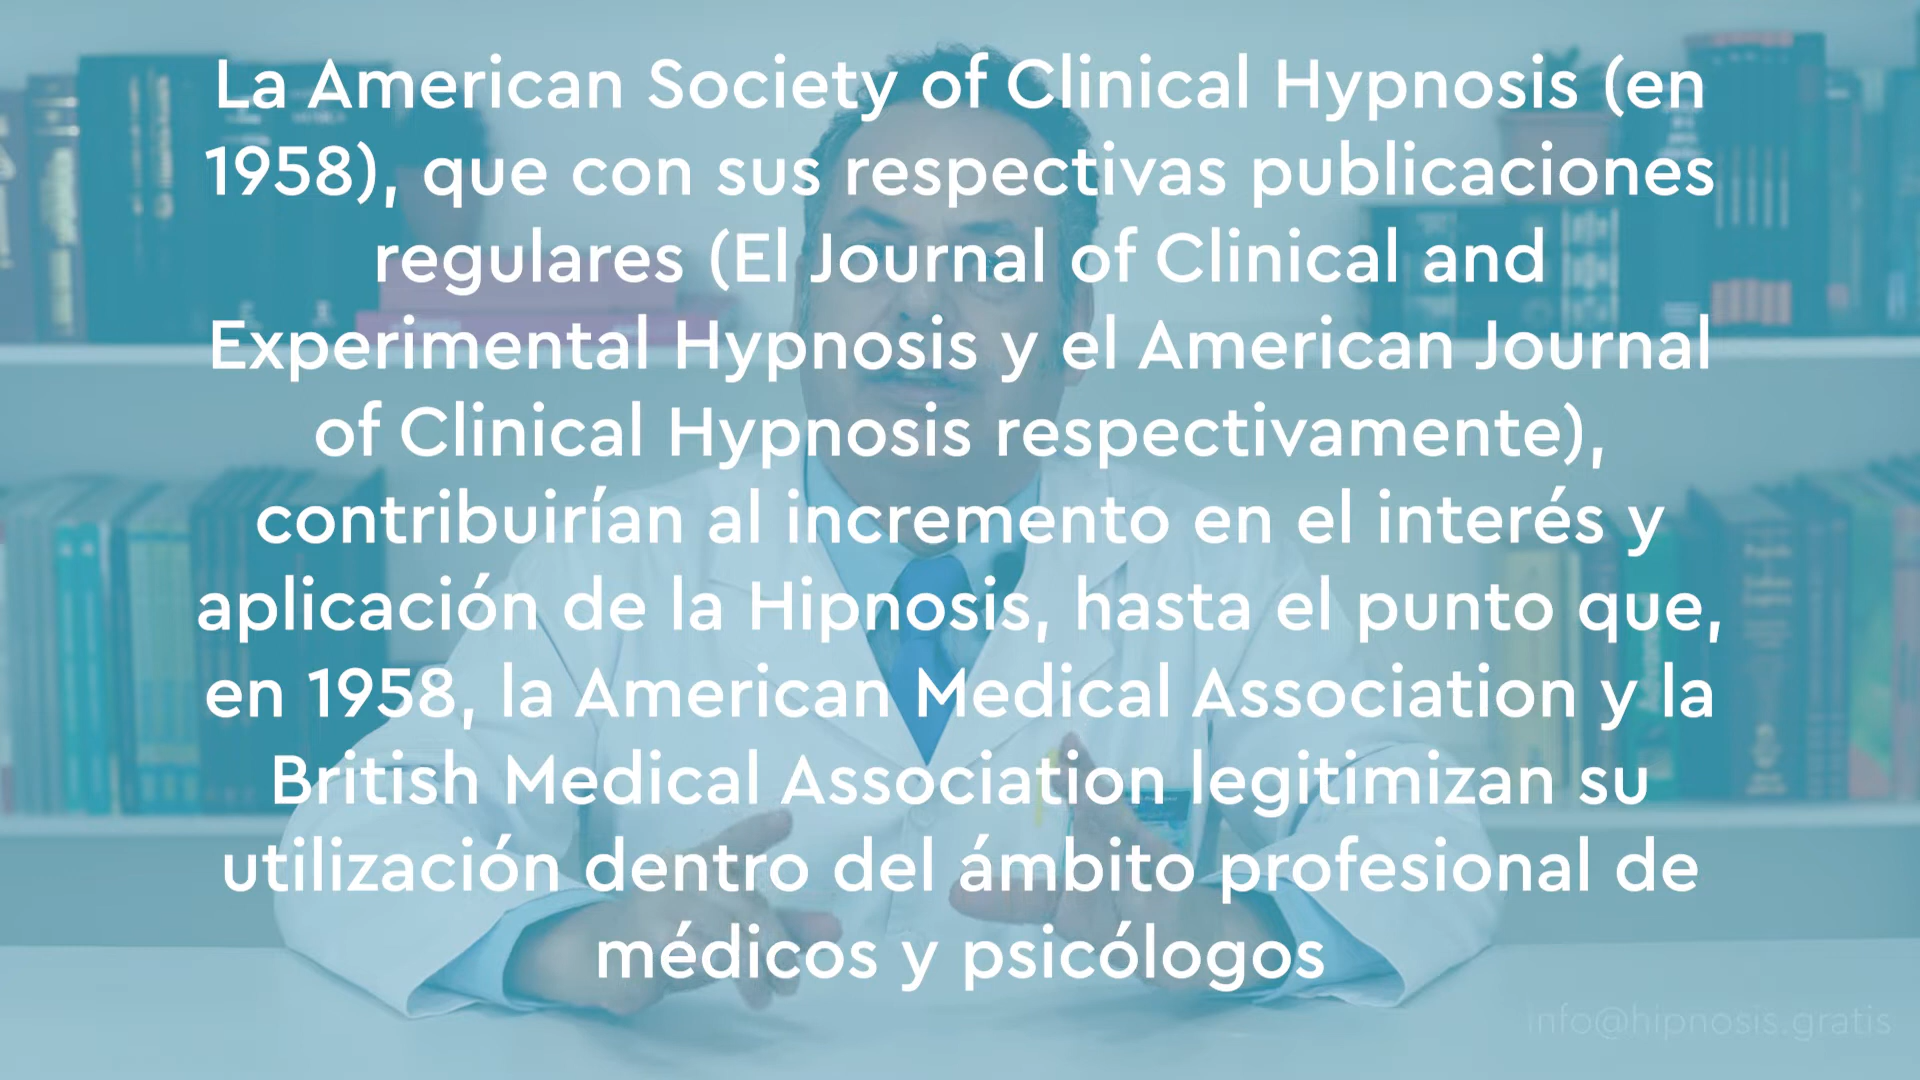 La American Society of Clinical Hypnosis (en
1958), que con sus respectivas publicaciones
regulares (El Journal of Clinical and
Experimental Hypnosis y el American Journal
of Clinical Hypnosis respectivamente),
contribuirían al incremento en el interés y
aplicación de la Hipnosis, hasta el punto que,
en 1958, la American Medical Association y la
British Medical Association legitimizan su
utilización dentro del ámbito profesional de
médicos y psicólogos
info@hipnosis.gratis